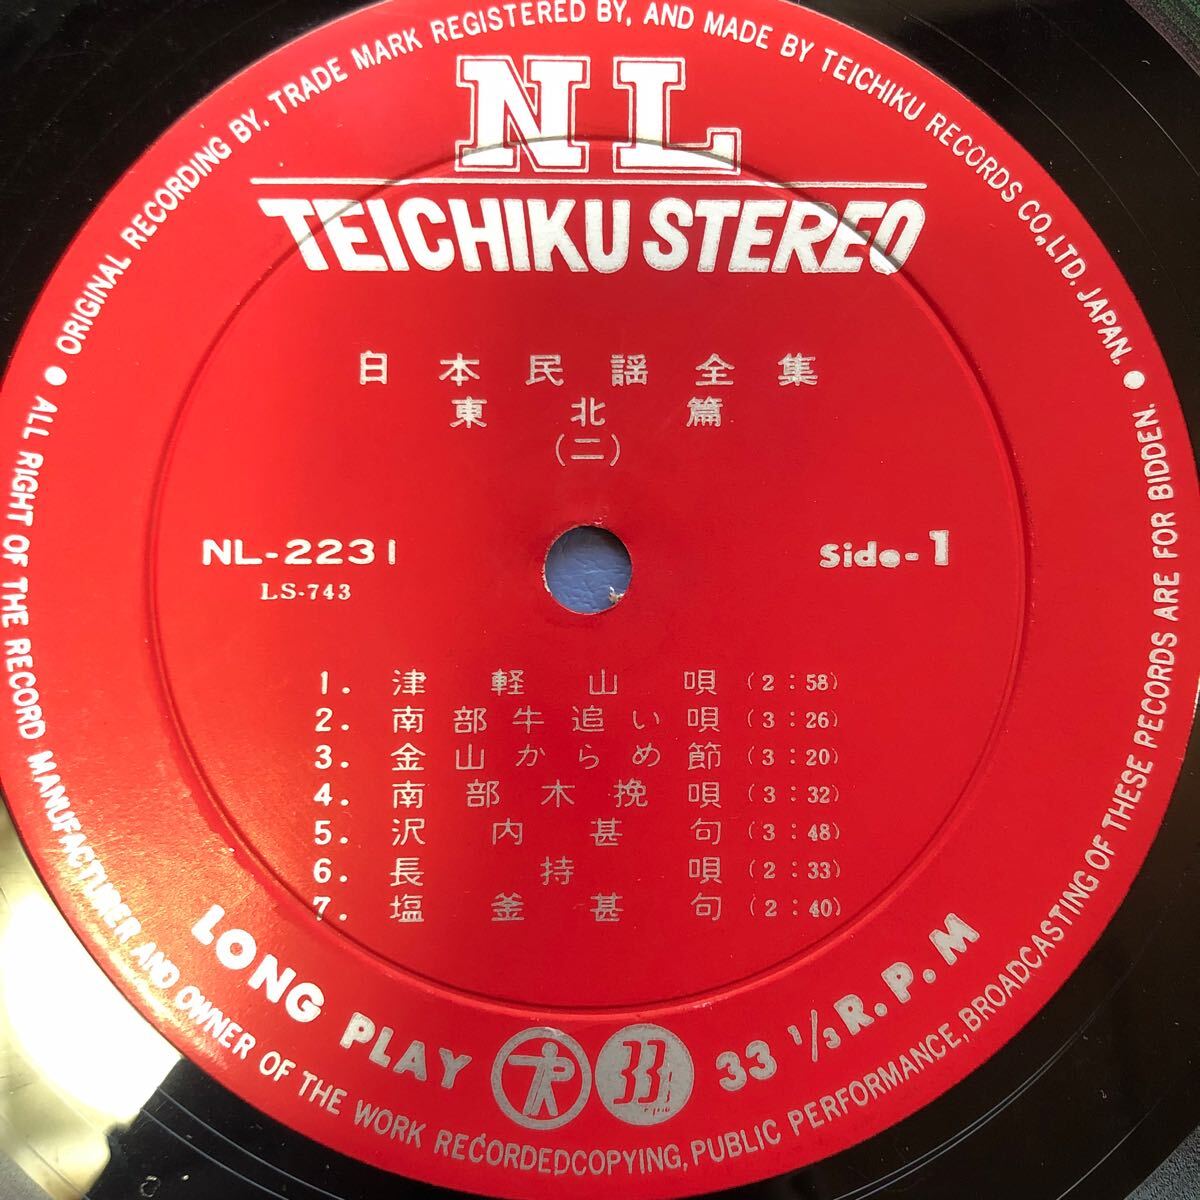 ORIGINAL RECORDING BY, TRADE MARK REGISTERED BY, AND MADE BY TEICHIKU RECORDS CO., LTD. JAPAN.
NL
TEICHIKU STEREO
日本民謡全集
東北篇
(二)
NL-2231
LS-743
Side-1
1. 津軽山唄 (2:58)
2. 南部牛追い唄 (3:26)
3. 金山からめ節 (3:20)
4. 南部木挽唄 (3:32)
5. 沢内甚句 (3:48)
6. 長持唄 (2:33)
7. 塩釜甚句 (2:40)
LONG PLAY 33 1/3 R.P.M
33 1/3
ALL RIGHT OF THE RECORD MANUFACTURER AND OWNER OF THE WORK RECORDEDCOPYING, PUBLIC PERFORMANCE, BROADCASTING OF THESE RECORDS ARE FOR BIDDEN.